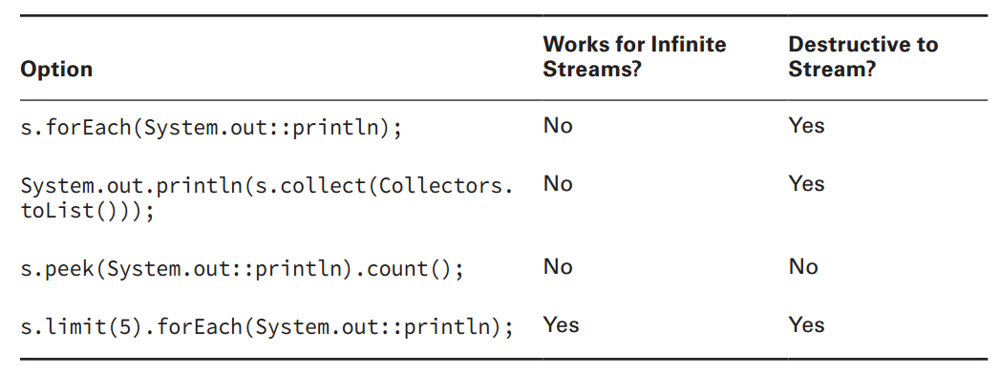 Option Works for Infinite Streams? Destructive to Stream?
s.forEach(System.out::println); No Yes
System.out.println(s.collect(Collectors. No Yes
toList()));
s.peek(System.out::println).count(); No No
s.limit(5).forEach(System.out::println); Yes Yes